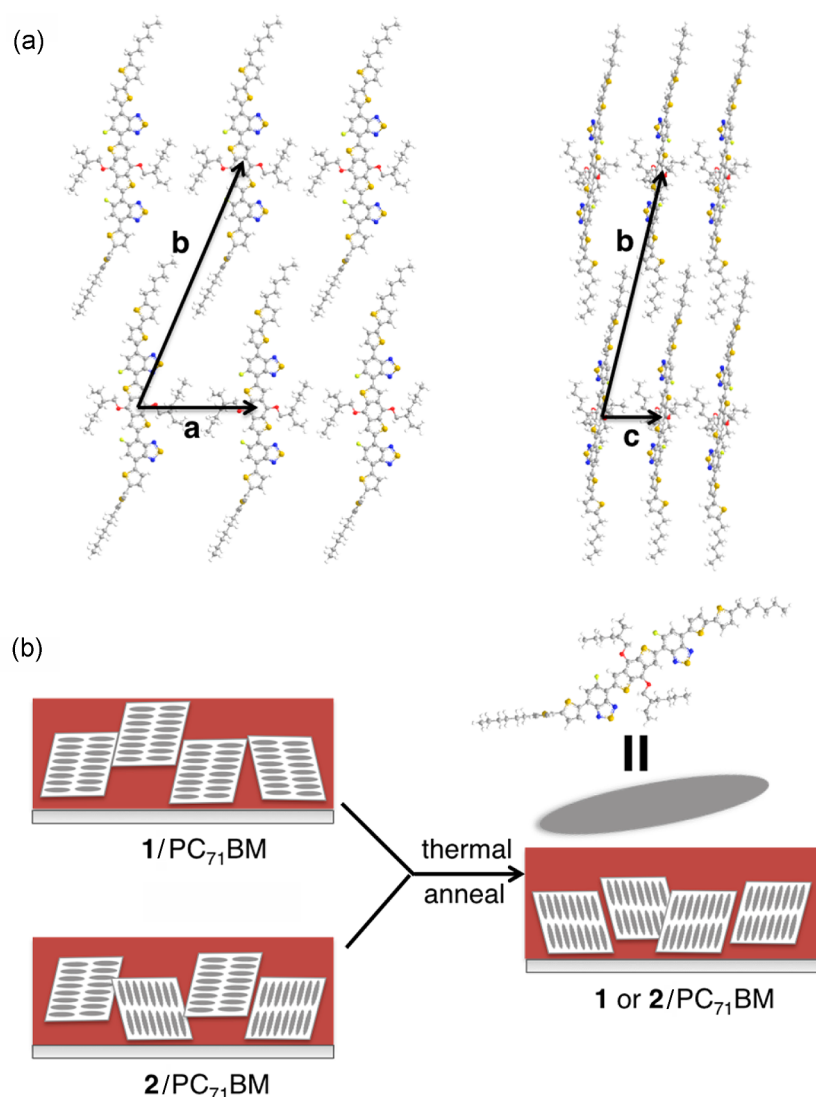 (a)
b
a
b
c
(b)
1/PC₇₁BM
thermal
anneal
2/PC₇₁BM
1 or 2/PC₇₁BM